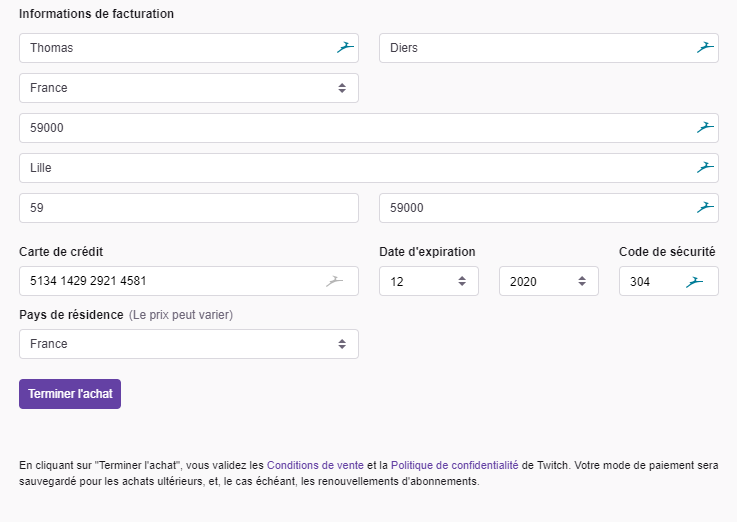 Informations de facturation
Thomas Diers
France
59000
Lille
59 59000
Carte de crédit Date d'expiration Code de sécurité
5134 1429 2921 4581 12 2020 304
Pays de résidence (Le prix peut varier)
France
Terminer l'achat
En cliquant sur "Terminer l'achat", vous validez les Conditions de vente et la Politique de confidentialité de Twitch. Votre mode de paiement sera
sauvegardé pour les achats ultérieurs, et, le cas échéant, les renouvellements d'abonnements.